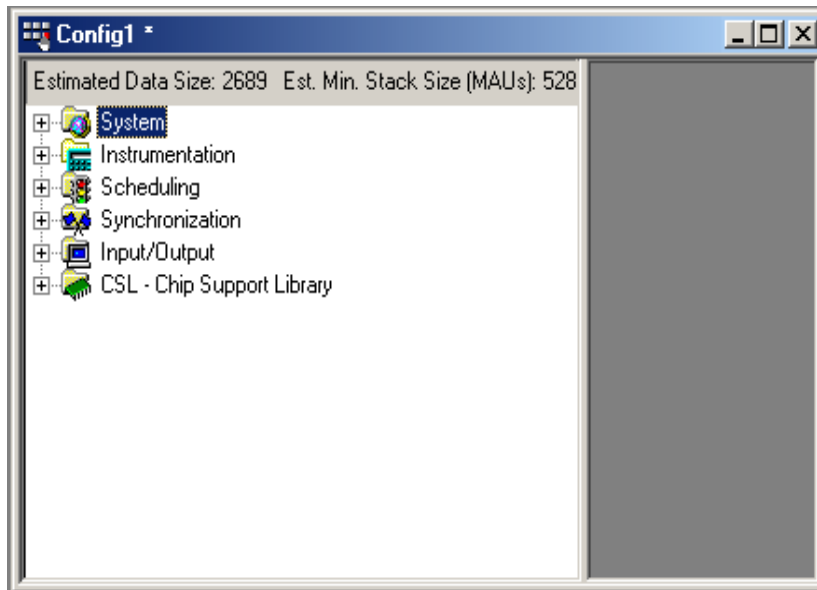 Config1 *
Estimated Data Size: 2689 Est. Min. Stack Size (MAUs): 528
System
Instrumentation
Scheduling
Synchronization
Input/Output
CSL - Chip Support Library